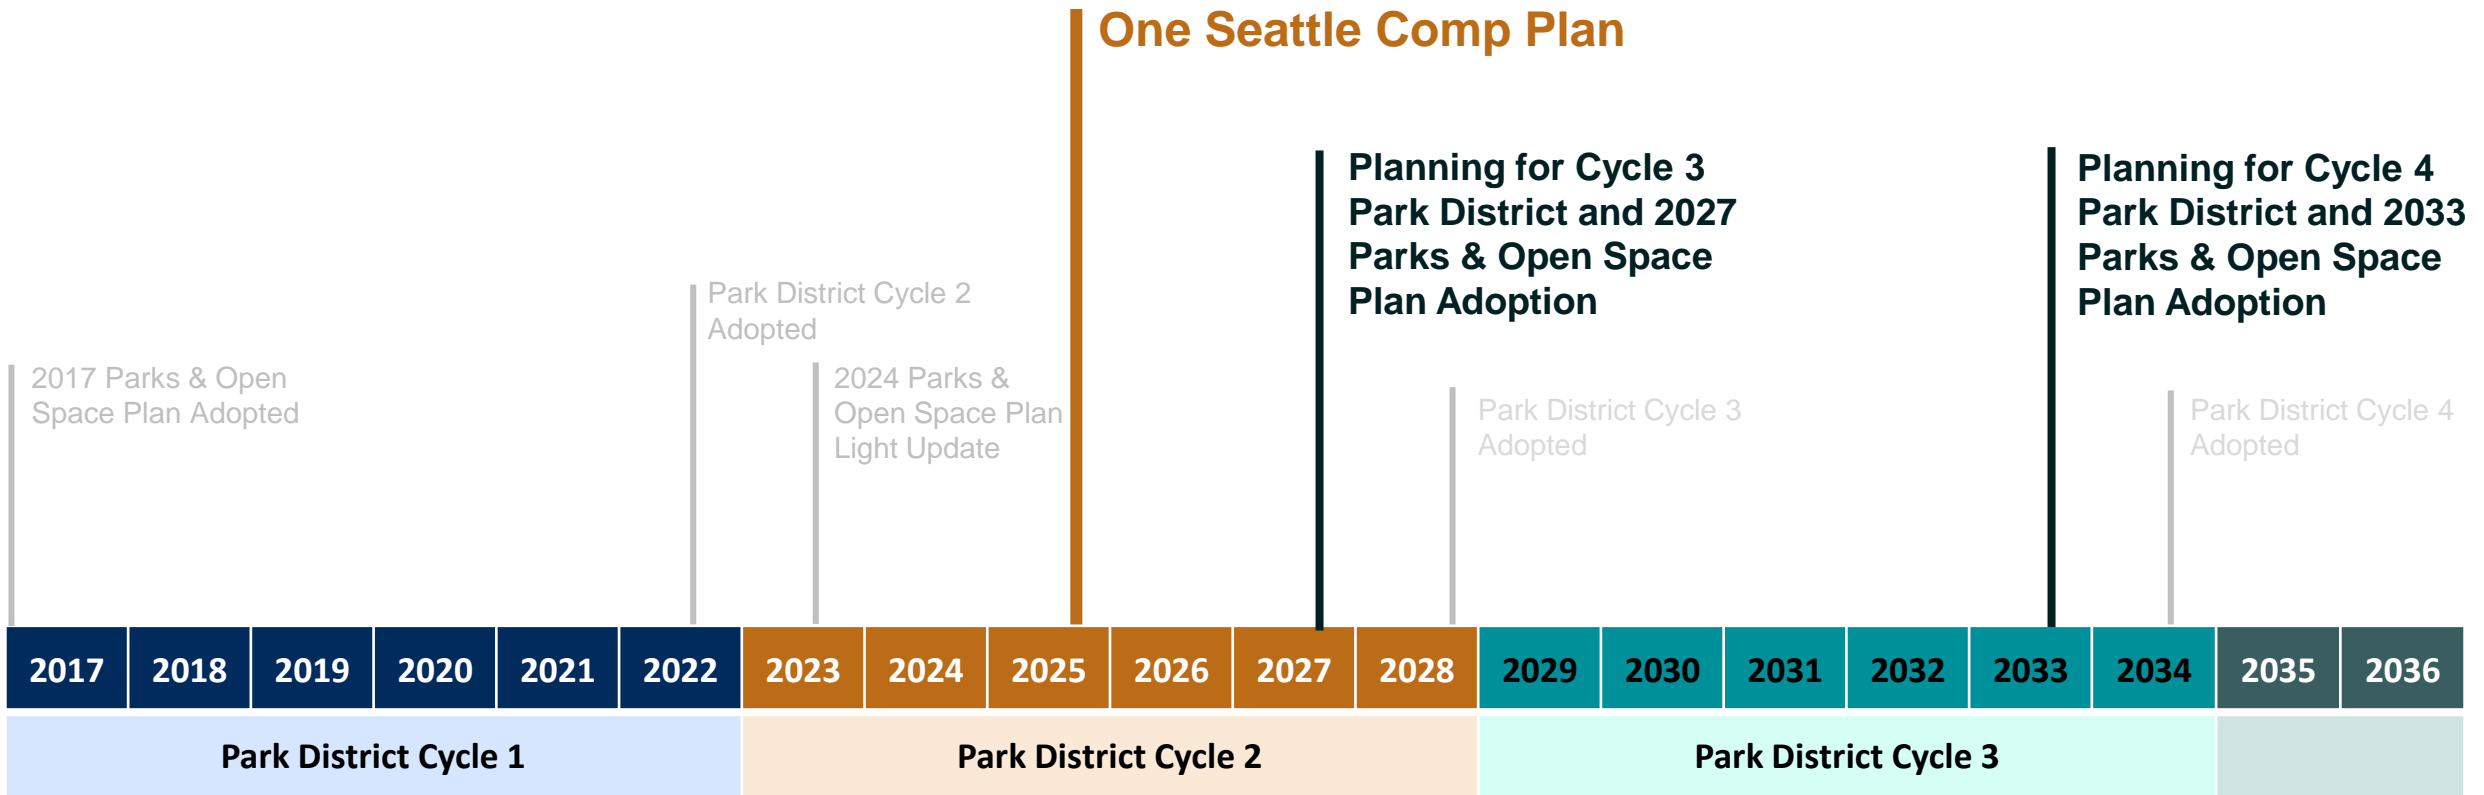 One Seattle Comp Plan
Planning for Cycle 3
Park District and 2027
Parks & Open Space
Plan Adoption
Planning for Cycle 4
Park District and 2033
Parks & Open Space
Plan Adoption
Park District Cycle 2
Adopted
2017 Parks & Open
Space Plan Adopted
2024 Parks &
Open Space Plan
Light Update
Park District Cycle 3
Adopted
Park District Cycle 4
Adopted
2017 2018 2019 2020 2021 2022 2023 2024 2025 2026 2027 2028 2029 2030 2031 2032 2033 2034 2035 2036
Park District Cycle 1 Park District Cycle 2 Park District Cycle 3